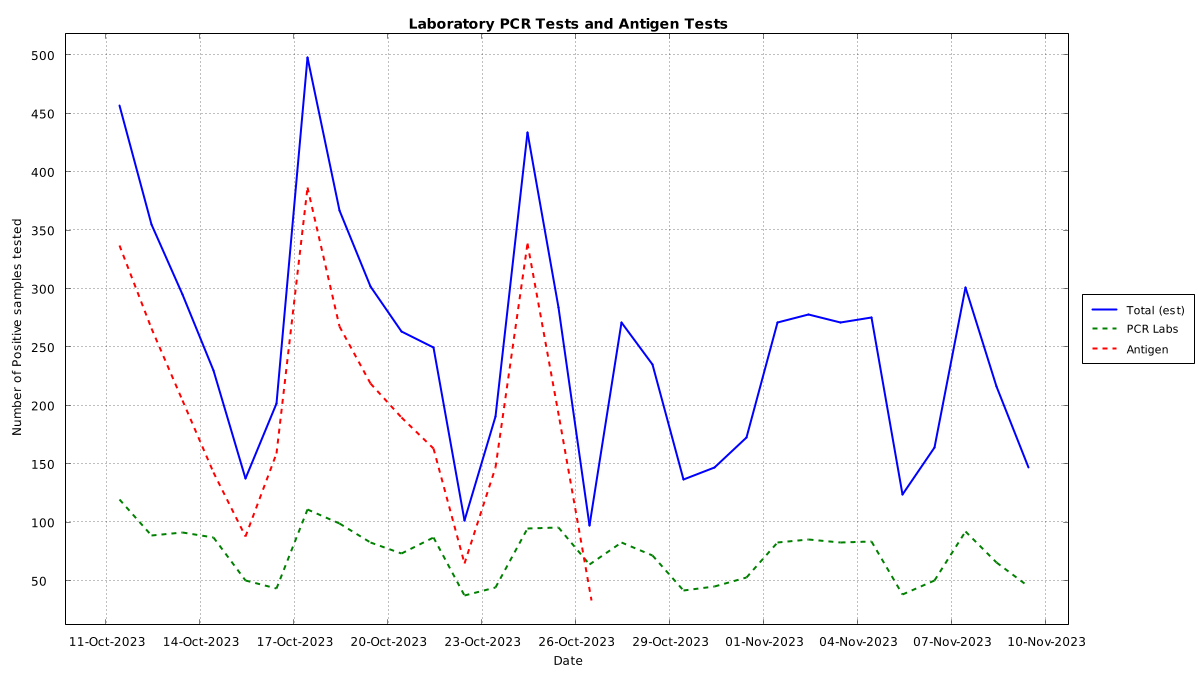 Laboratory PCR Tests and Antigen Tests
500
450
400
350
300
250
200
150
100
50
Number of Positive samples tested
11-Oct-2023
14-Oct-2023
17-Oct-2023
20-Oct-2023
23-Oct-2023
26-Oct-2023
29-Oct-2023
01-Nov-2023
04-Nov-2023
07-Nov-2023
10-Nov-2023
Date
Total (est)
PCR Labs
Antigen